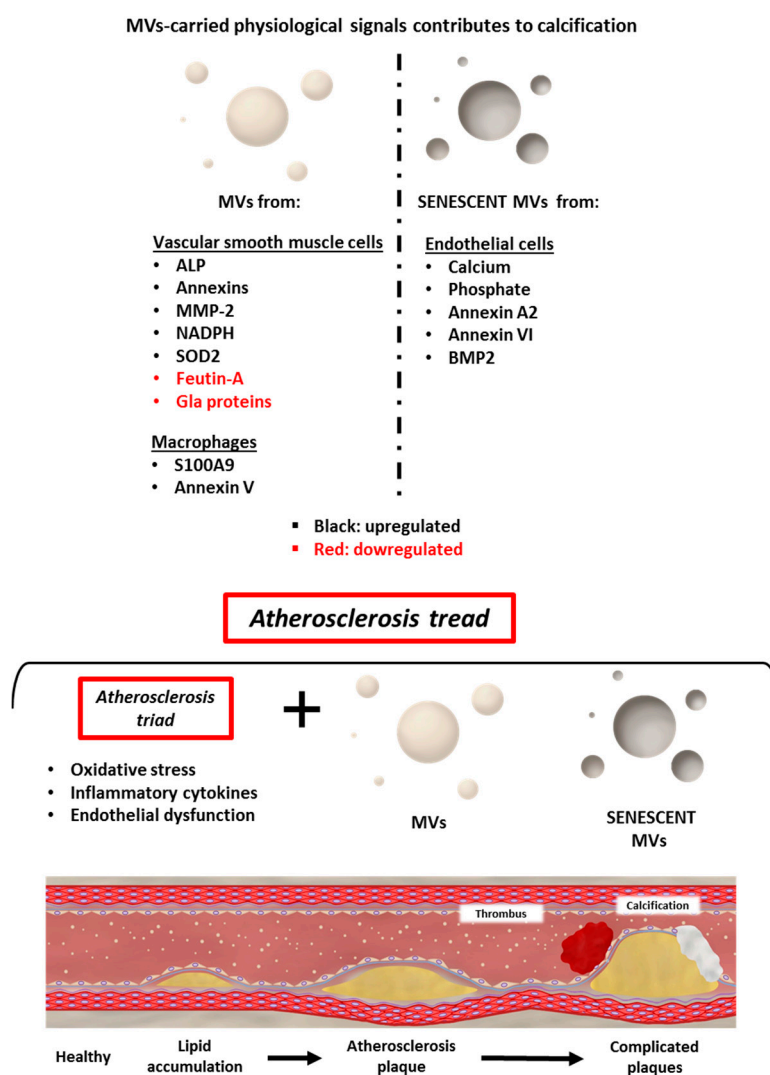 MVs-carried physiological signals contributes to calcification
MVs from:
Vascular smooth muscle cells
• ALP
• Annexins
• MMP-2
• NADPH
• SOD2
• Feutin-A
• Gla proteins
Macrophages
• S100A9
• Annexin V
SENESCENT MVs from:
Endothelial cells
• Calcium
• Phosphate
• Annexin A2
• Annexin VI
• BMP2
▪ Black: upregulated
▪ Red: dowregulated
Atherosclerosis tread
Atherosclerosis
triad
+
• Oxidative stress
• Inflammatory cytokines
• Endothelial dysfunction
MVs
SENESCENT
MVs
Thrombus
Calcification
Healthy
Lipid
accumulation
Atherosclerosis
plaque
Complicated
plaques